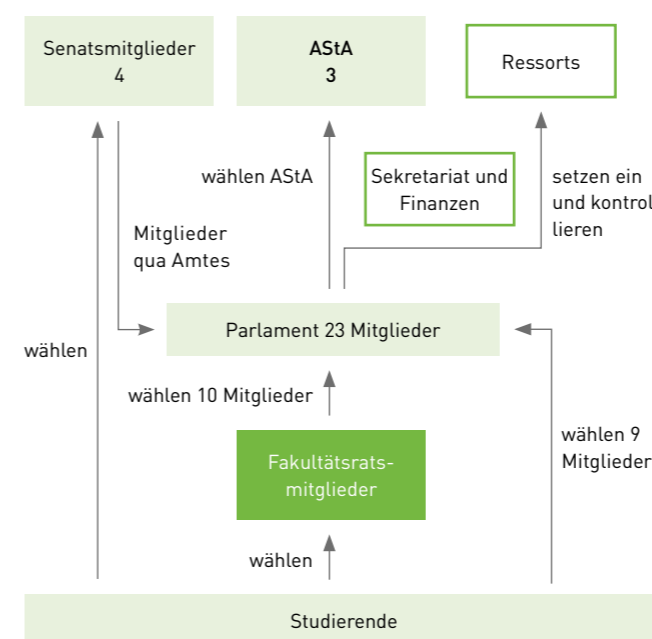 Senatsmitglieder
4
AStA
3
Ressorts
wählen AStA
Sekretariat und
Finanzen
setzen ein
und kontrol
lieren
Mitglieder
qua Amtes
Parlament 23 Mitglieder
wählen
wählen 10 Mitglieder
wählen 9
Mitglieder
Fakultätsrats-
mitglieder
wählen
Studierende